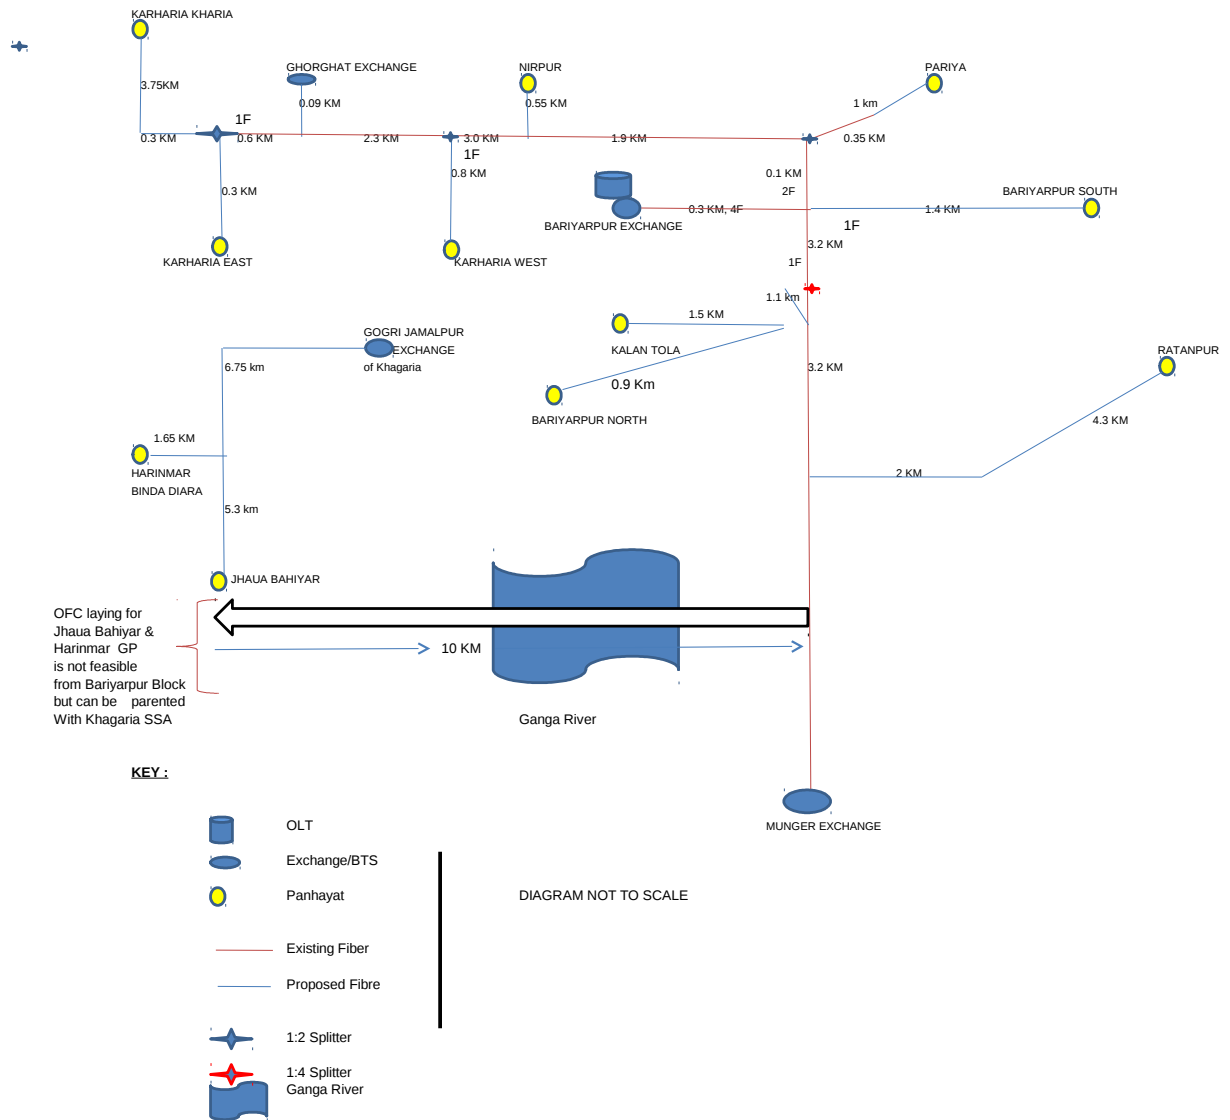 KARHARIA KHARIA
GHORGHAT EXCHANGE
NIRPUR
PARIYA
3.75KM
0.09 KM
0.55 KM
1 km
1F
0.3 KM
0.6 KM
2.3 KM
3.0 KM
1.9 KM
0.35 KM
1F
0.8 KM
0.1 KM
0.3 KM
2F
BARIYARPUR SOUTH
0.3 KM, 4F
1.4 KM
BARIYARPUR EXCHANGE
1F
3.2 KM
KARHARIA EAST
KARHARIA WEST
1F
1.1 km
1.5 KM
GOGRI JAMALPUR
EXCHANGE
of Khagaria
KALAN TOLA
RATANPUR
6.75 km
3.2 KM
0.9 Km
BARIYARPUR NORTH
4.3 KM
1.65 KM
HARINMAR
BINDA DIARA
2 KM
5.3 km
JHAUA BAHIYAR
OFC laying for
Jhaua Bahiyar &
Harinmar GP
is not feasible
from Bariyarpur Block
but can be parented
With Khagaria SSA
10 KM
Ganga River
KEY :
MUNGER EXCHANGE
OLT
Exchange/BTS
Panhayat
DIAGRAM NOT TO SCALE
Existing Fiber
Proposed Fibre
1:2 Splitter
1:4 Splitter
Ganga River